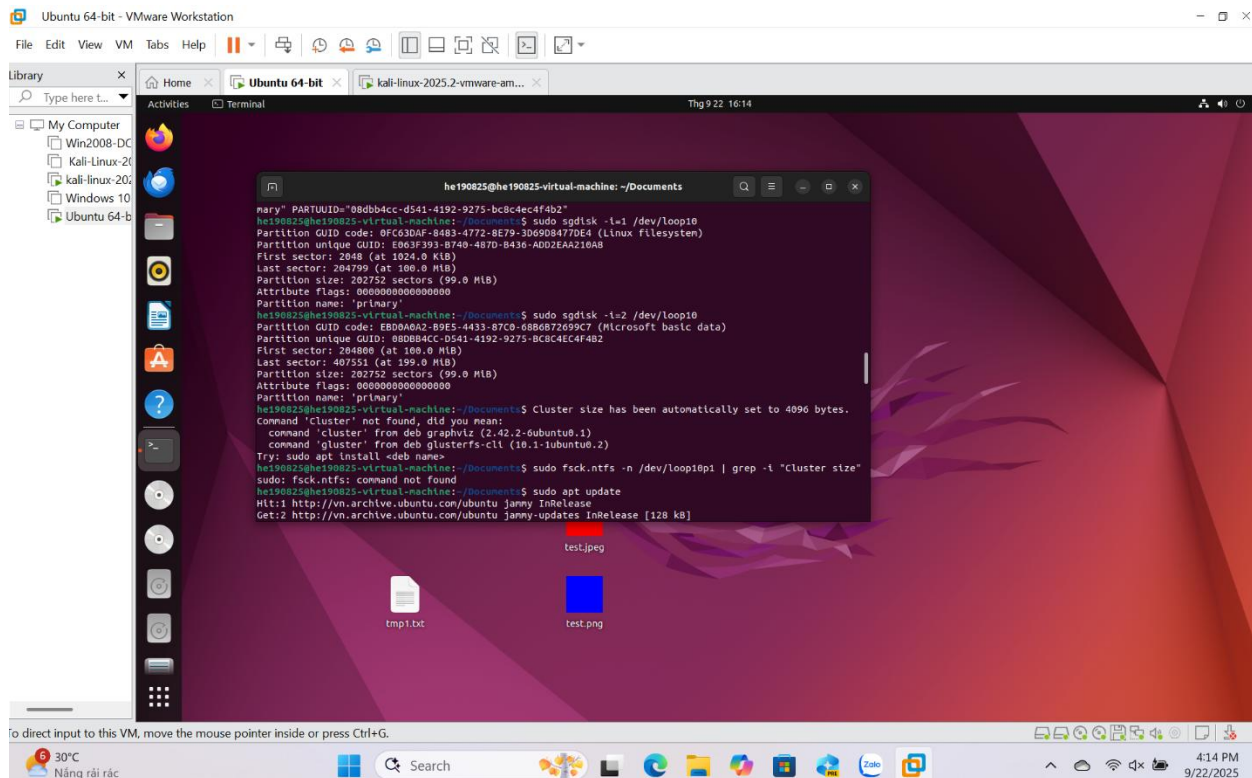 Ubuntu 64-bit - VMware Workstation
File Edit View VM Tabs Help
Library
Type here t...
My Computer
Win2008-DC
Kali-Linux-20
kali-linux-202
Windows 10
Ubuntu 64-b
Home
Ubuntu 64-bit
kali-linux-2025.2-vmware-am...
Activities Terminal Thg 9 22 16:14
he190825@he190825-virtual-machine: ~/Documents
mary" PARTUUID="08dbb4cc-d541-4192-9275-bc8c4ec4f4b2"
he190825@he190825-virtual-machine:~/Documents$ sudo sgdisk -i=1 /dev/loop10
Partition GUID code: 0FC63DAF-8483-4772-8E79-3D69D8477DE4 (Linux filesystem)
Partition unique GUID: E063F393-B740-487D-B436-ADD2EAA210A8
First sector: 2048 (at 1024.0 KiB)
Last sector: 204799 (at 100.0 MiB)
Partition size: 202752 sectors (99.0 MiB)
Attribute flags: 0000000000000000
Partition name: 'primary'
he190825@he190825-virtual-machine:~/Documents$ sudo sgdisk -i=2 /dev/loop10
Partition GUID code: EBD0A0A2-B9E5-4433-87C0-68B6B72699C7 (Microsoft basic data)
Partition unique GUID: 08DBB4CC-D541-4192-9275-BC8C4EC4F4B2
First sector: 204800 (at 100.0 MiB)
Last sector: 407551 (at 199.0 MiB)
Partition size: 202752 sectors (99.0 MiB)
Attribute flags: 0000000000000000
Partition name: 'primary'
he190825@he190825-virtual-machine:~/Documents$ Cluster size has been automatically set to 4096 bytes.
Command 'Cluster' not found, did you mean:
command 'cluster' from deb graphviz (2.42.2-6ubuntu0.1)
command 'gluster' from deb glusterfs-cli (10.1-1ubuntu0.2)
Try: sudo apt install <deb name>
he190825@he190825-virtual-machine:~/Documents$ sudo fsck.ntfs -n /dev/loop10p1 | grep -i "Cluster size"
sudo: fsck.ntfs: command not found
he190825@he190825-virtual-machine:~/Documents$ sudo apt update
Hit:1 http://vn.archive.ubuntu.com/ubuntu jammy InRelease
Get:2 http://vn.archive.ubuntu.com/ubuntu jammy-updates InRelease [128 kB]
test.jpeg
tmp1.txt
test.png
To direct input to this VM, move the mouse pointer inside or press Ctrl+G.
6
30°C
Nắng rải rác
Search
PRE
Zalo
4:14 PM
9/22/2025